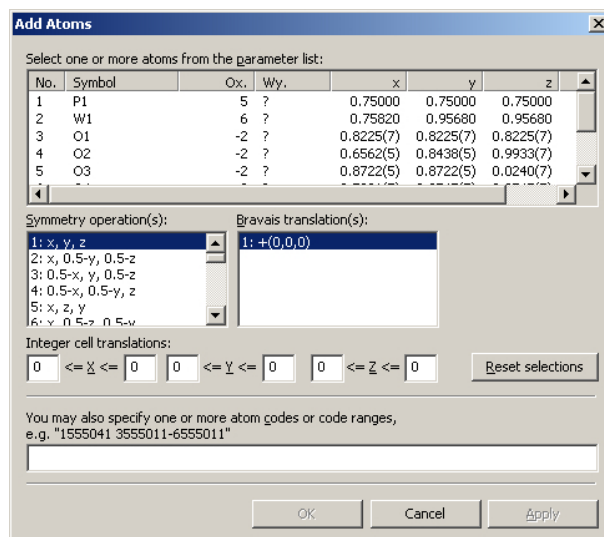 Add Atoms
Select one or more atoms from the parameter list:
No. Symbol Ox. Wy. x y z
1 P1 5 ? 0.75000 0.75000 0.75000
2 W1 6 ? 0.75820 0.95680 0.95680
3 O1 -2 ? 0.8225(7) 0.8225(7) 0.8225(7)
4 O2 -2 ? 0.6562(5) 0.8438(5) 0.9933(7)
5 O3 -2 ? 0.8722(5) 0.8722(5) 0.0240(7)
Symmetry operation(s): Bravais translation(s):
1: x, y, z 1: +(0,0,0)
2: x, 0.5-y, 0.5-z
3: 0.5-x, y, 0.5-z
4: 0.5-x, 0.5-y, z
5: x, z, y
6: x, 0.5-z, 0.5-y
Integer cell translations:
0 <= X <= 0 0 <= Y <= 0 0 <= Z <= 0 Reset selections
You may also specify one or more atom codes or code ranges,
e.g. "1555041 3555011-6555011"
OK Cancel Apply